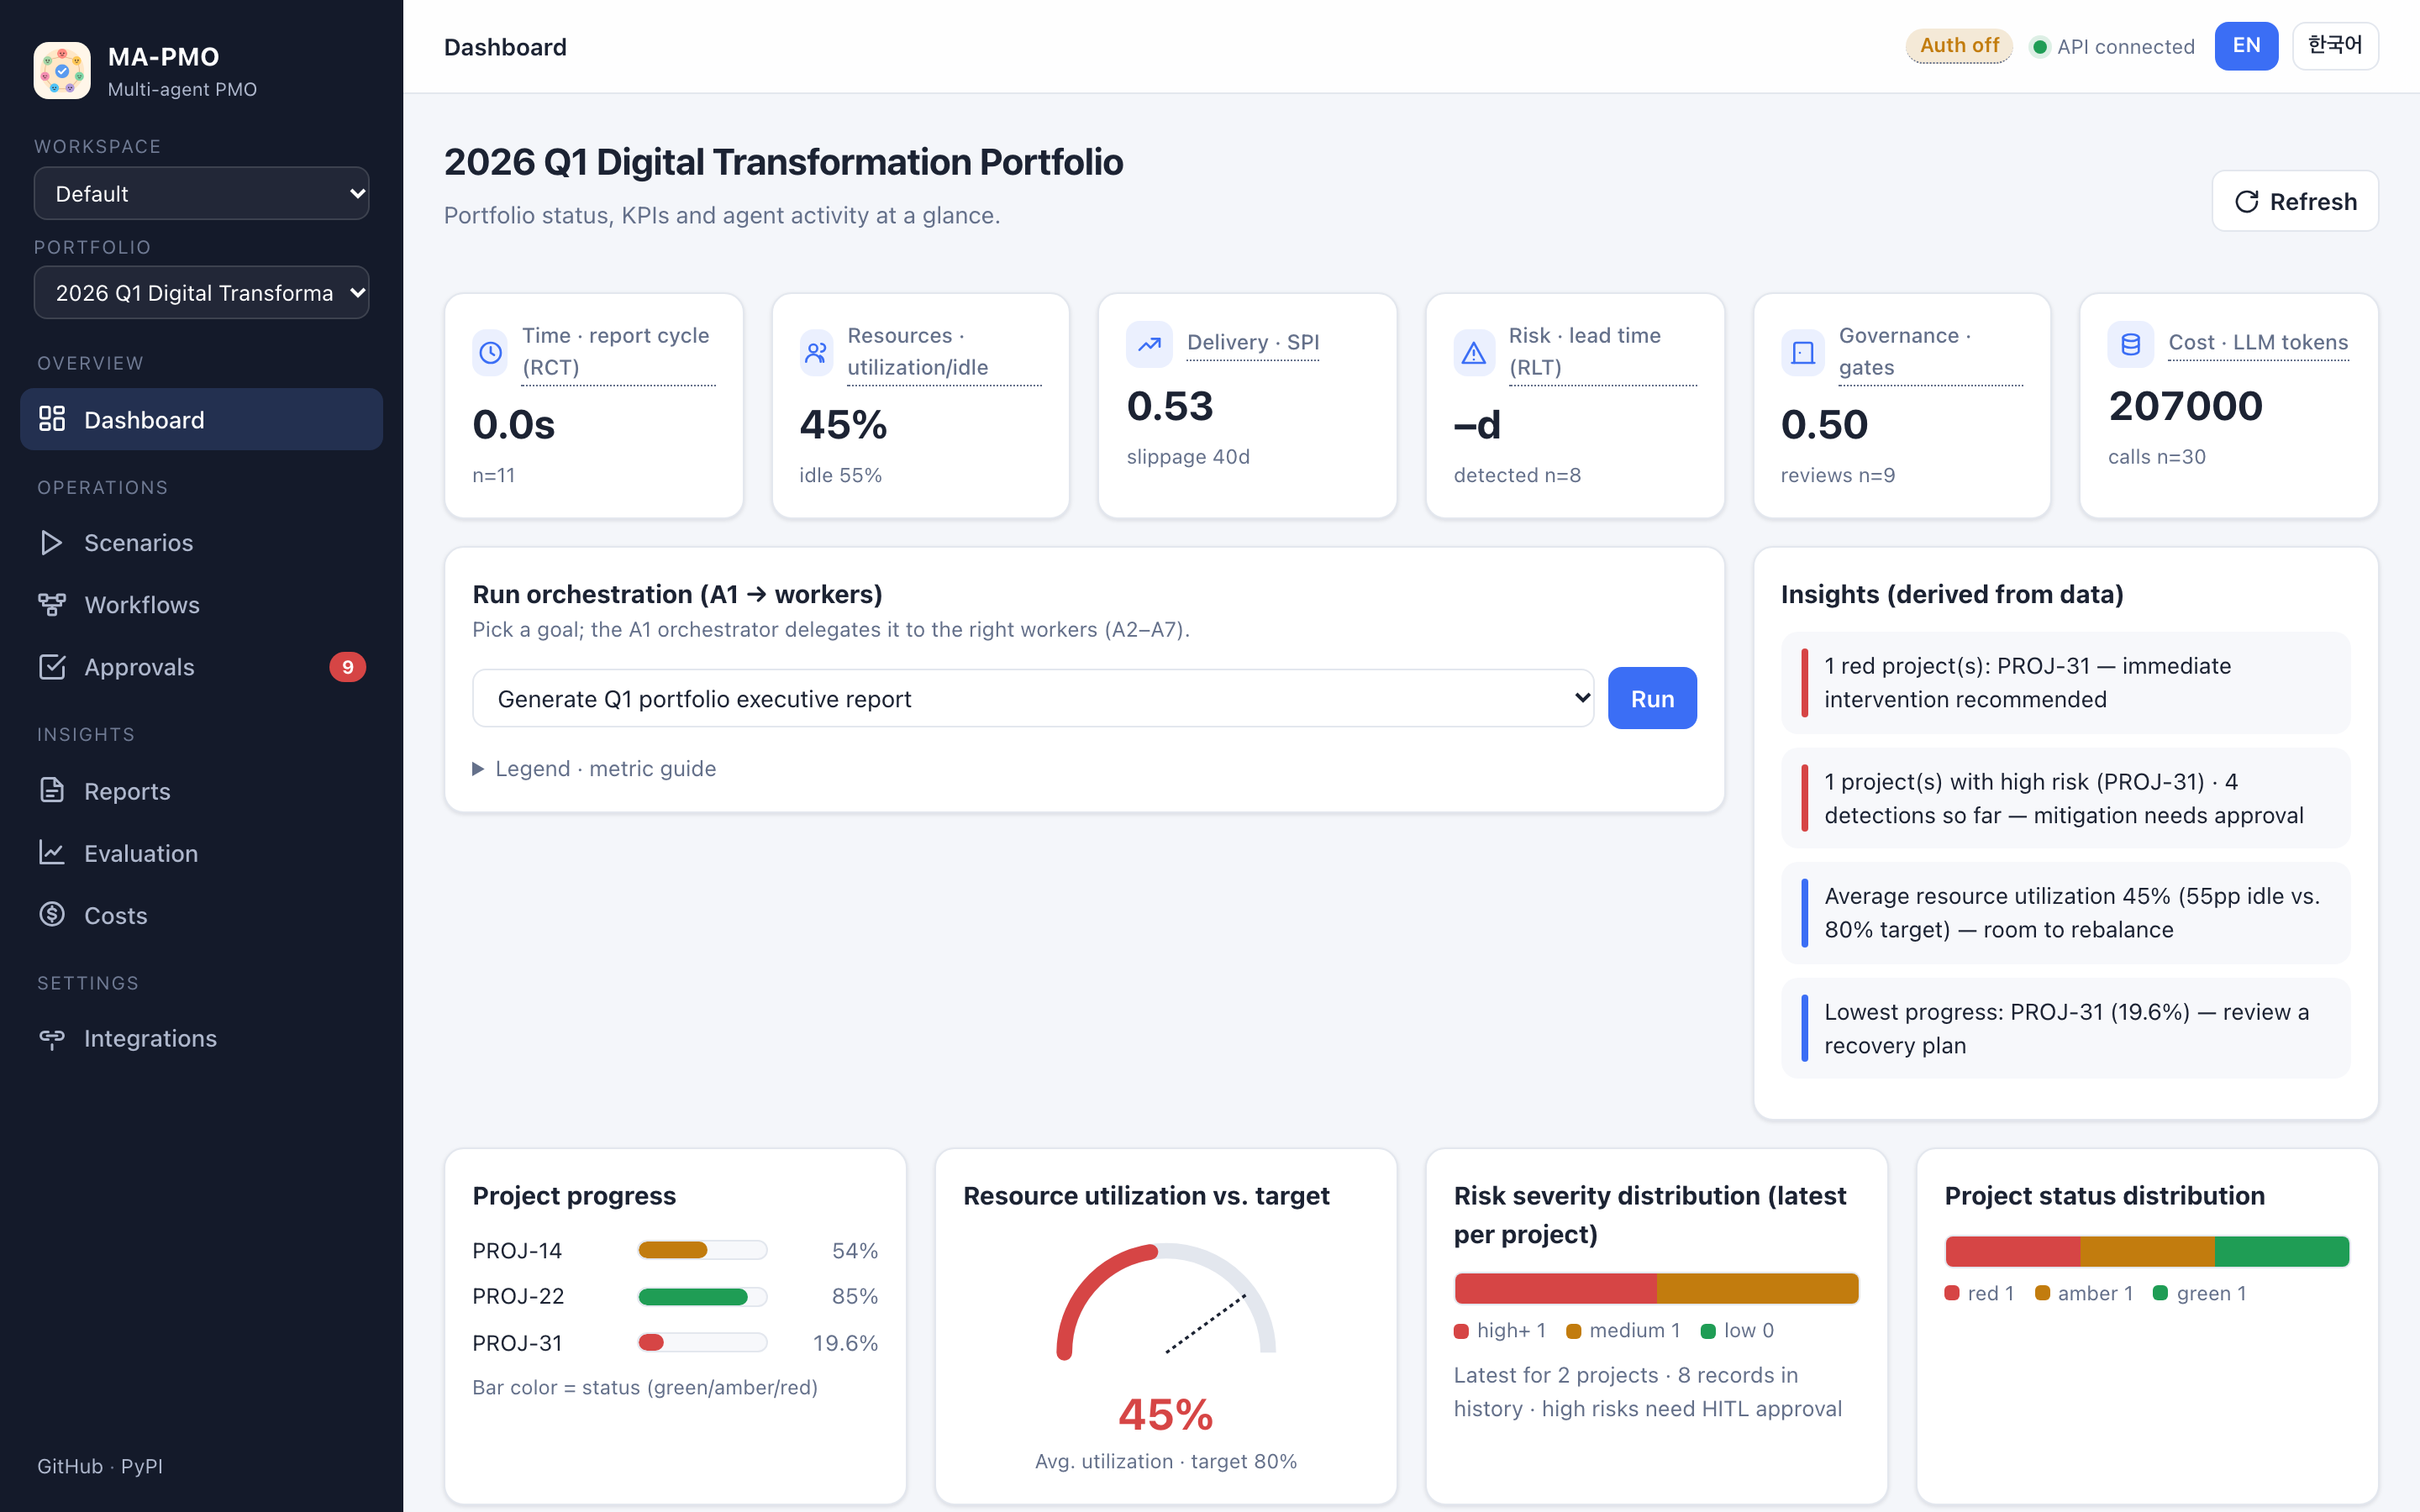 MA-PMO
Multi-agent PMO
WORKSPACE
Default
PORTFOLIO
2026 Q1 Digital Transforma
OVERVIEW
Dashboard
OPERATIONS
Scenarios
Workflows
Approvals
9
INSIGHTS
Reports
Evaluation
Costs
SETTINGS
Integrations
GitHub · PyPI
Dashboard
Auth off
API connected
EN
한국어
2026 Q1 Digital Transformation Portfolio
Portfolio status, KPIs and agent activity at a glance.
Refresh
Time · report cycle
(RCT)
0.0s
n=11
Resources ·
utilization/idle
45%
idle 55%
Delivery · SPI
0.53
slippage 40d
Risk · lead time
(RLT)
–d
detected n=8
Governance ·
gates
0.50
reviews n=9
Cost · LLM tokens
207000
calls n=30
Run orchestration (A1 → workers)
Pick a goal; the A1 orchestrator delegates it to the right workers (A2–A7).
Generate Q1 portfolio executive report
Run
Legend · metric guide
Insights (derived from data)
1 red project(s): PROJ-31 — immediate
intervention recommended
1 project(s) with high risk (PROJ-31) · 4
detections so far — mitigation needs approval
Average resource utilization 45% (55pp idle vs.
80% target) — room to rebalance
Lowest progress: PROJ-31 (19.6%) — review a
recovery plan
Project progress
PROJ-14 54%
PROJ-22 85%
PROJ-31 19.6%
Bar color = status (green/amber/red)
Resource utilization vs. target
45%
Avg. utilization · target 80%
Risk severity distribution (latest
per project)
high+ 1 medium 1 low 0
Latest for 2 projects · 8 records in
history · high risks need HITL approval
Project status distribution
red 1 amber 1 green 1